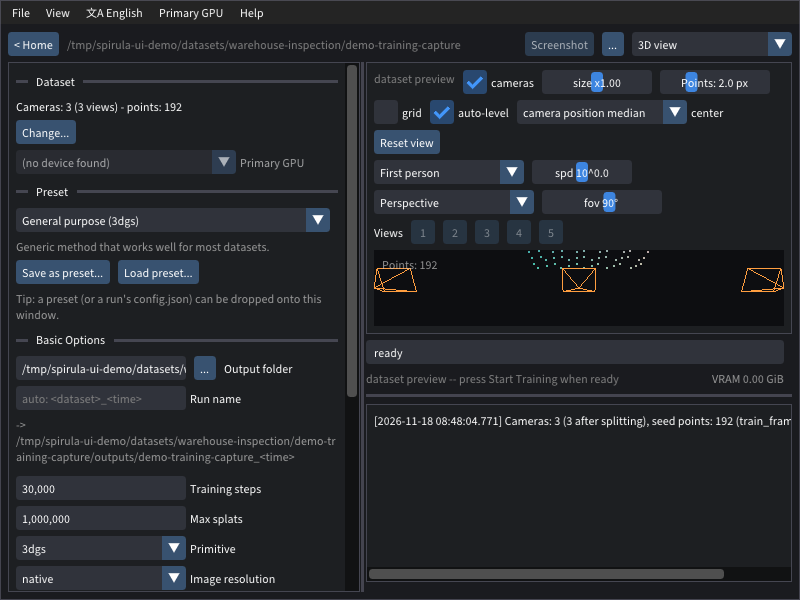 File View 文A English Primary GPU Help
< Home /tmp/spirula-ui-demo/datasets/warehouse-inspection/demo-training-capture Screenshot ... 3D view
Dataset
Cameras: 3 (3 views) - points: 192
Change...
(no device found) Primary GPU
Preset
General purpose (3dgs)
Generic method that works well for most datasets.
Save as preset... Load preset...
Tip: a preset (or a run's config.json) can be dropped onto this
window.
Basic Options
/tmp/spirula-ui-demo/datasets/ ... Output folder
auto: <dataset>_<time> Run name
->
/tmp/spirula-ui-demo/datasets/warehouse-inspection/demo-tr
aining-capture/outputs/demo-training-capture_<time>
30,000 Training steps
1,000,000 Max splats
3dgs Primitive
native Image resolution
dataset preview cameras size x1.00 Points: 2.0 px
grid auto-level camera position median center
Reset view
First person spd 10^0.0
Perspective fov 90°
Views 1 2 3 4 5
Points: 192
ready
dataset preview -- press Start Training when ready VRAM 0.00 GiB
[2026-11-18 08:48:04.771] Cameras: 3 (3 after splitting), seed points: 192 (train_fram